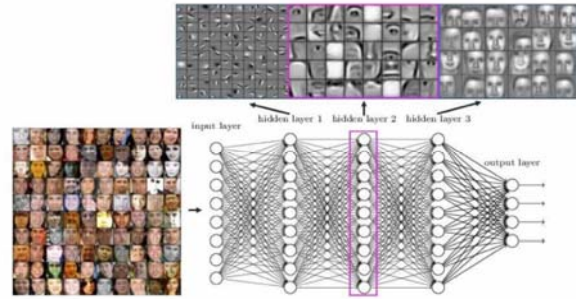 hidden layer 1 hidden layer 2 hidden layer 3
input layer
output layer